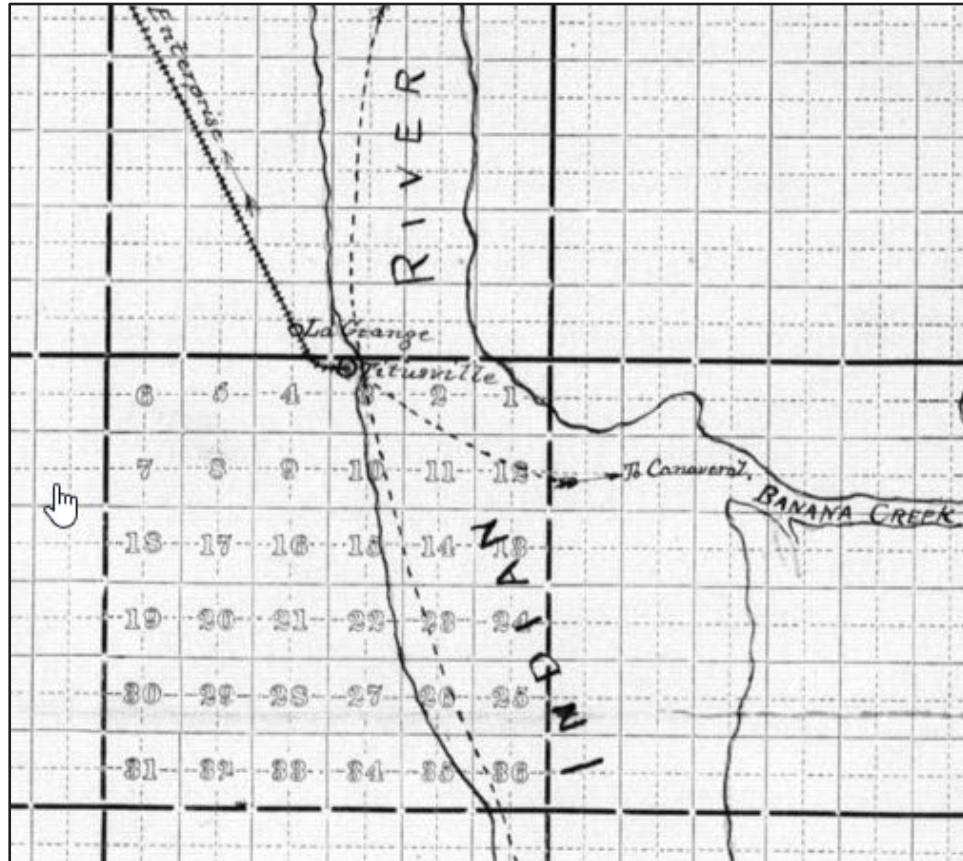 Enterprise
RIVER
La Grange
Titusville
6 5 4 3 2 1
7 8 9 10 11 12
To Canaveral,
BANANA CREEK
18 17 16 15 14 13
19 20 21 22 23 24
30 29 28 27 26 25
31 32 33 34 35 36
INDIAN